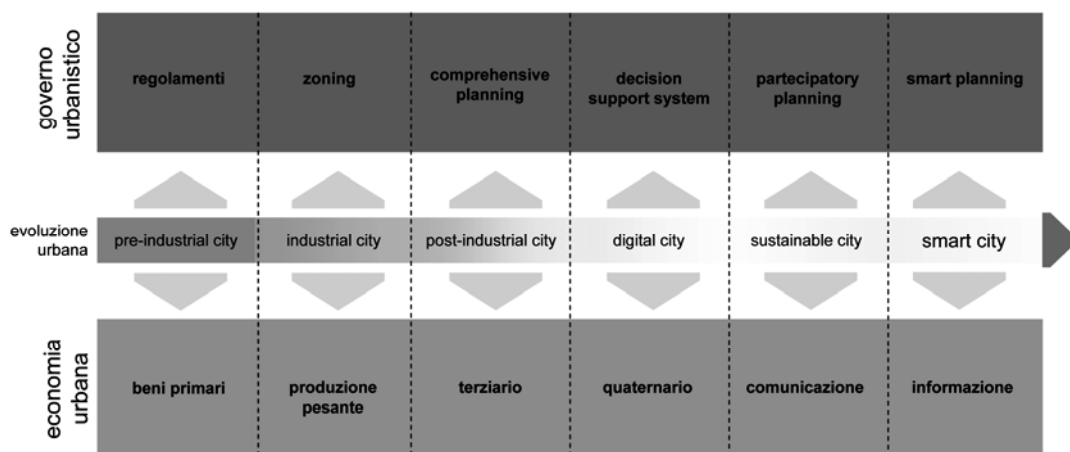 governo
urbanistico
regolamenti
zoning
comprehensive
planning
decision
support system
partecipatory
planning
smart planning
evoluzione
urbana
pre-industrial city
industrial city
post-industrial city
digital city
sustainable city
smart city
economia
urbana
beni primari
produzione
pesante
terziario
quaternario
comunicazione
informazione